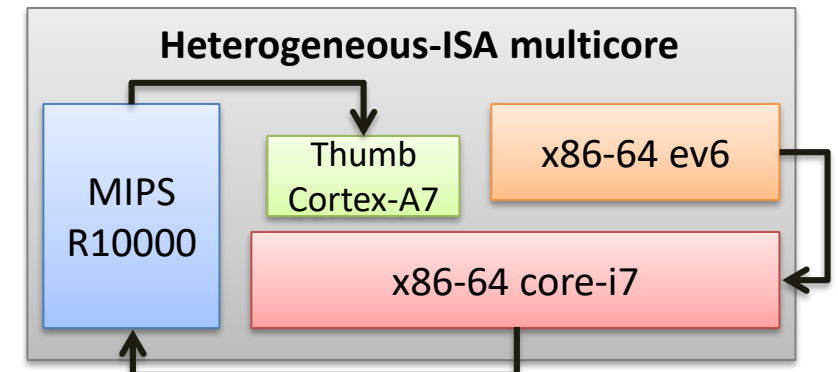 Heterogeneous-ISA multicore
MIPS
R10000
Thumb
Cortex-A7
x86-64 ev6
x86-64 core-i7